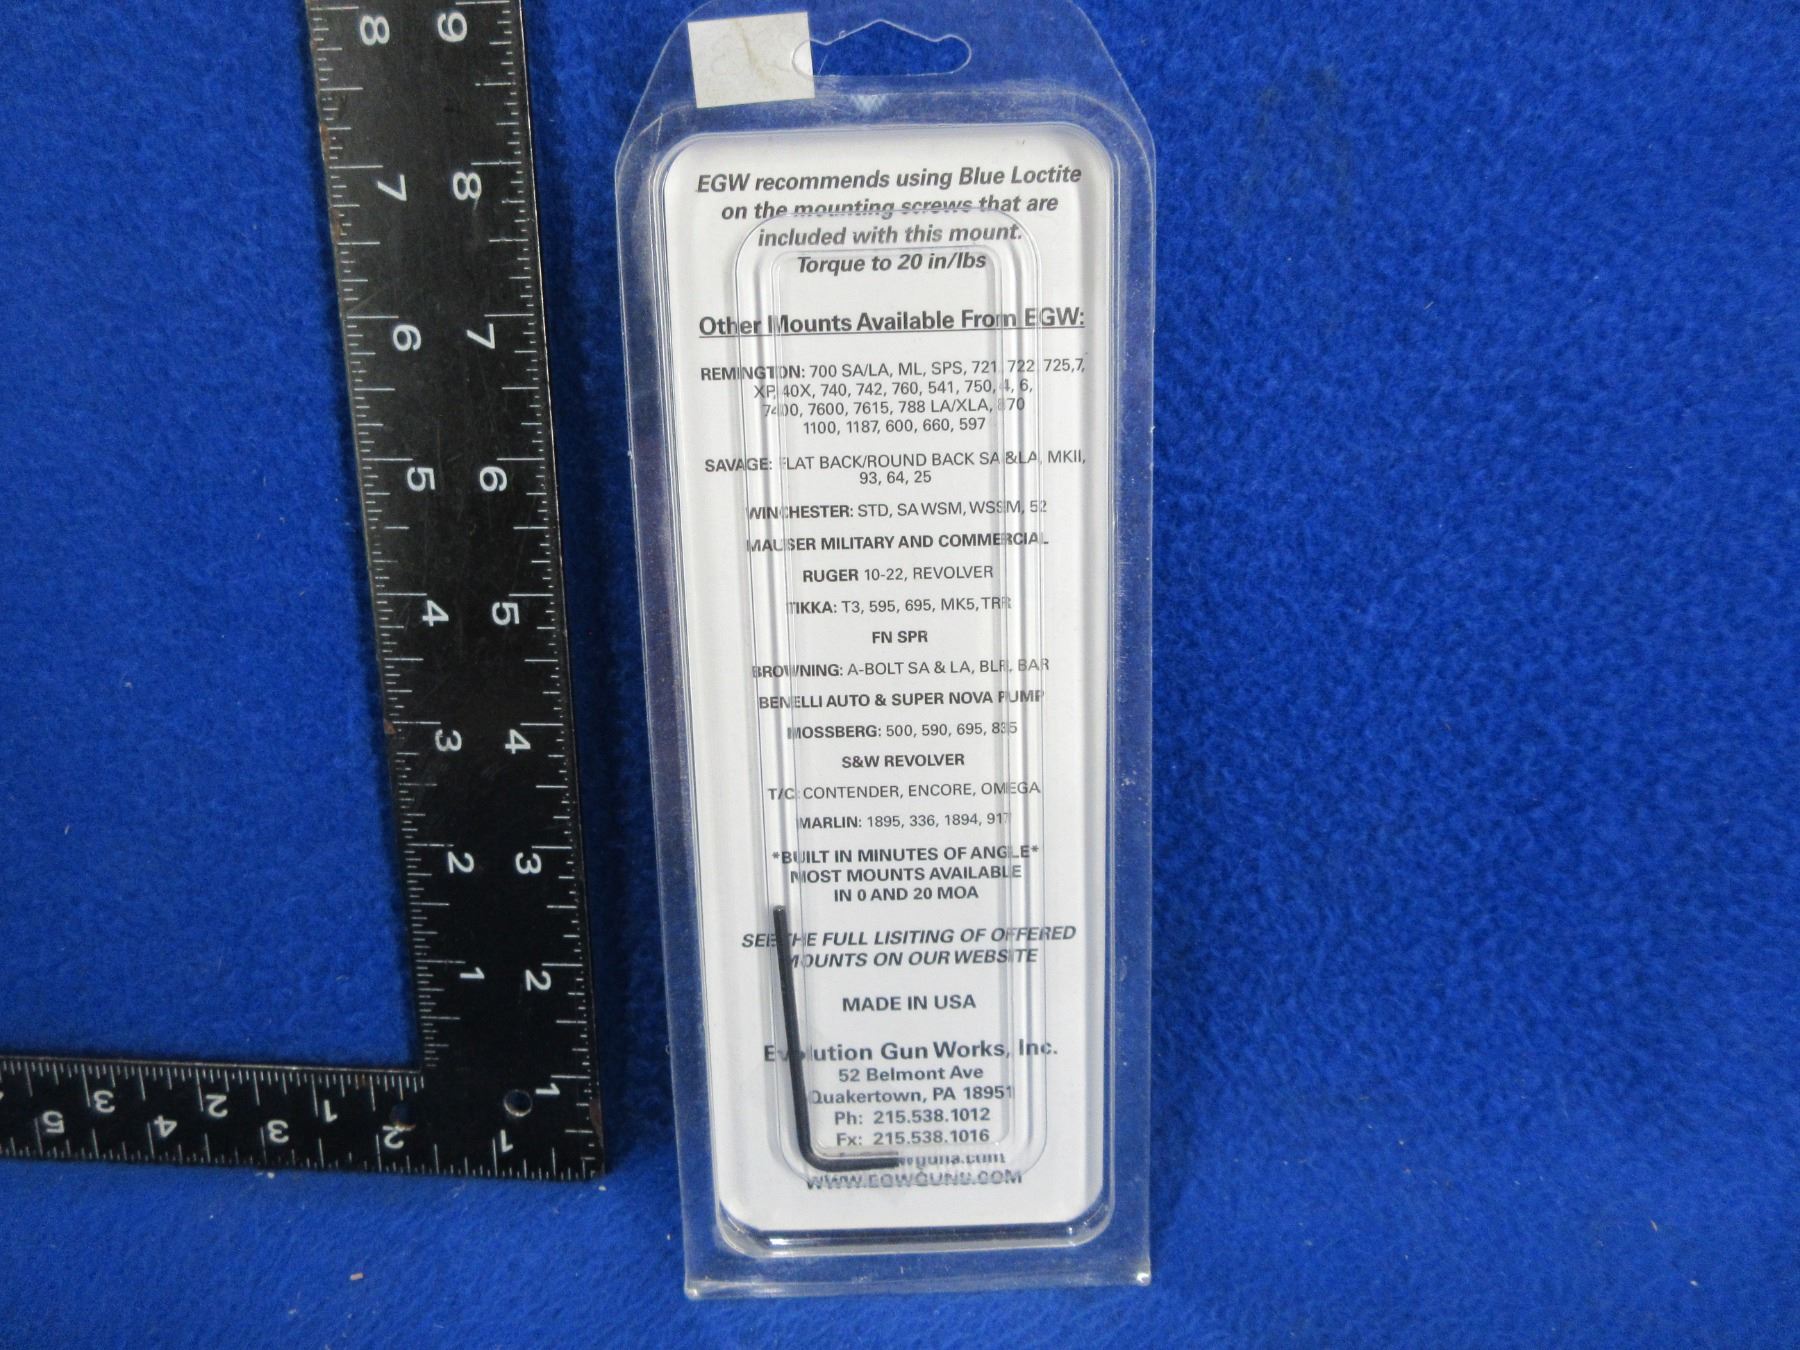 EGW recommends using Blue Loctite
on the mounting screws that are
included with this mount.
Torque to 20 in/lbs
Other Mounts Available From EGW:
REMINGTON: 700 SA/LA, ML, SPS, 721, 722, 725,7,
XP, 40X, 740, 742, 760, 541, 750, 4, 6,
7400, 7600, 7615, 788 LA/XLA, 870
1100, 1187, 600, 660, 597
SAVAGE: FLAT BACK/ROUND BACK SA &LA, MKII,
93, 64, 25
WINCHESTER: STD, SA WSM, WSSM, 52
MAUSER MILITARY AND COMMERCIAL
RUGER 10-22, REVOLVER
TIKKA: T3, 595, 695, MK5, TRR
FN SPR
BROWNING: A-BOLT SA & LA, BLR, BAR
BENELLI AUTO & SUPER NOVA PUMP
MOSSBERG: 500, 590, 695, 835
S&W REVOLVER
T/C: CONTENDER, ENCORE, OMEGA
MARLIN: 1895, 336, 1894, 917
*BUILT IN MINUTES OF ANGLE*
MOST MOUNTS AVAILABLE
IN 0 AND 20 MOA
SEE THE FULL LISITING OF OFFERED
MOUNTS ON OUR WEBSITE
MADE IN USA
Evolution Gun Works, Inc.
52 Belmont Ave
Quakertown, PA 18951
Ph: 215.538.1012
Fx: 215.538.1016
WWW.EGWGUNS.COM
8 9
7 8
6 7
5 6
4 5
3 4
2 3
1 2
1
3 2 1
5 4 3 2 1